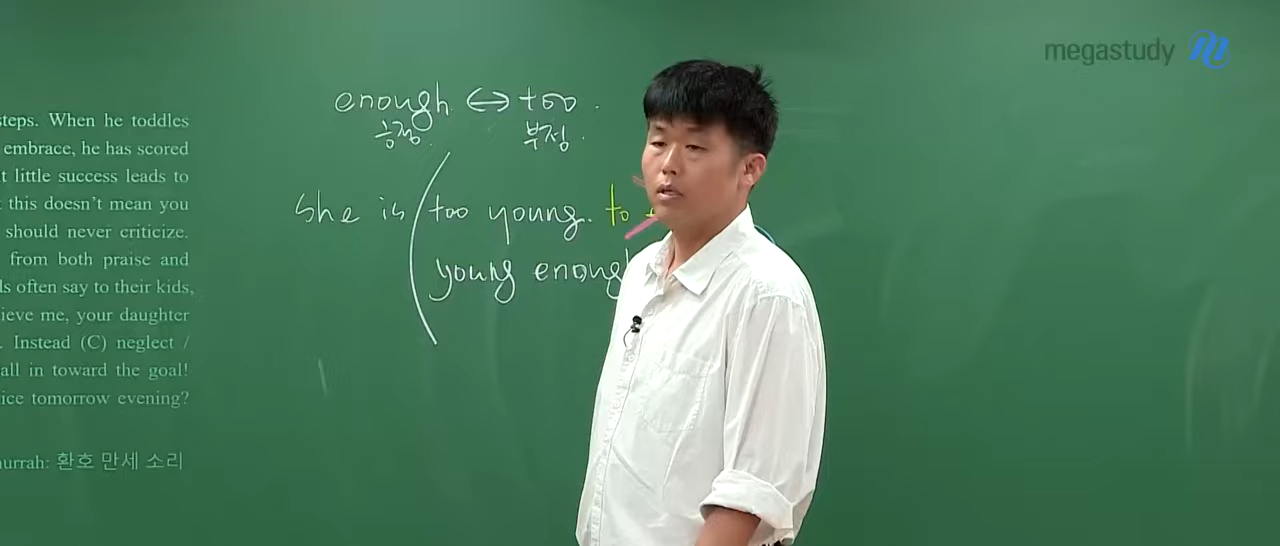 megastudy
steps. When he toddles
embrace, he has scored
t little success leads to
this doesn't mean you
should never criticize.
from both praise and
ls often say to their kids,
ieve me, your daughter
. Instead (C) neglect /
all in toward the goal!
ice tomorrow evening?
hurrah: 환호 만세 소리
enough ↔ too.
긍정. 부정.
she is ( too young. to
young enough